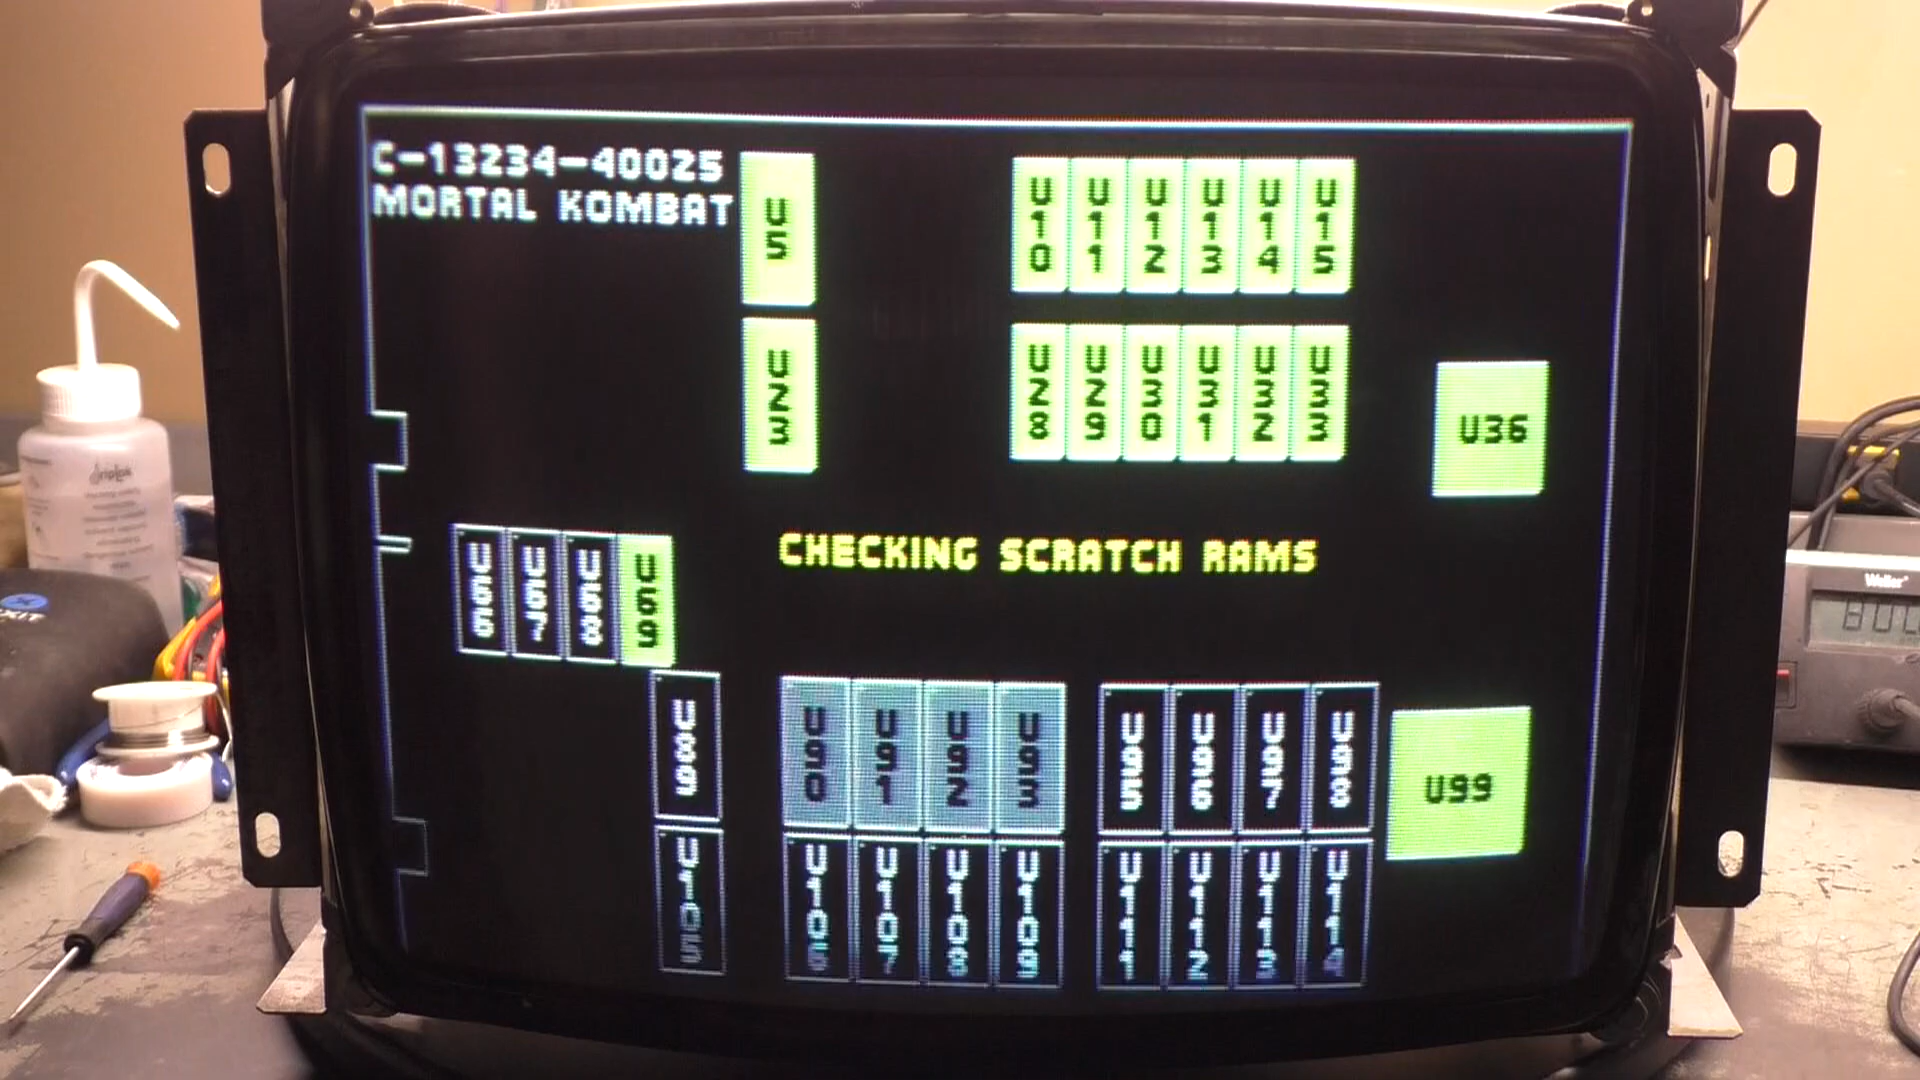 C-13234-40025
MORTAL KOMBAT
U5
U10 U11 U12 U13 U14 U15
U23
U28 U29 U30 U31 U32 U33
U36
CHECKING SCRATCH RAMS
U66 U67 U68 U69
U89
U90 U91 U92 U93
U95 U96 U97 U98
U99
U105
U106 U107 U108 U109
U111 U112 U113 U114
EXIT
Weller